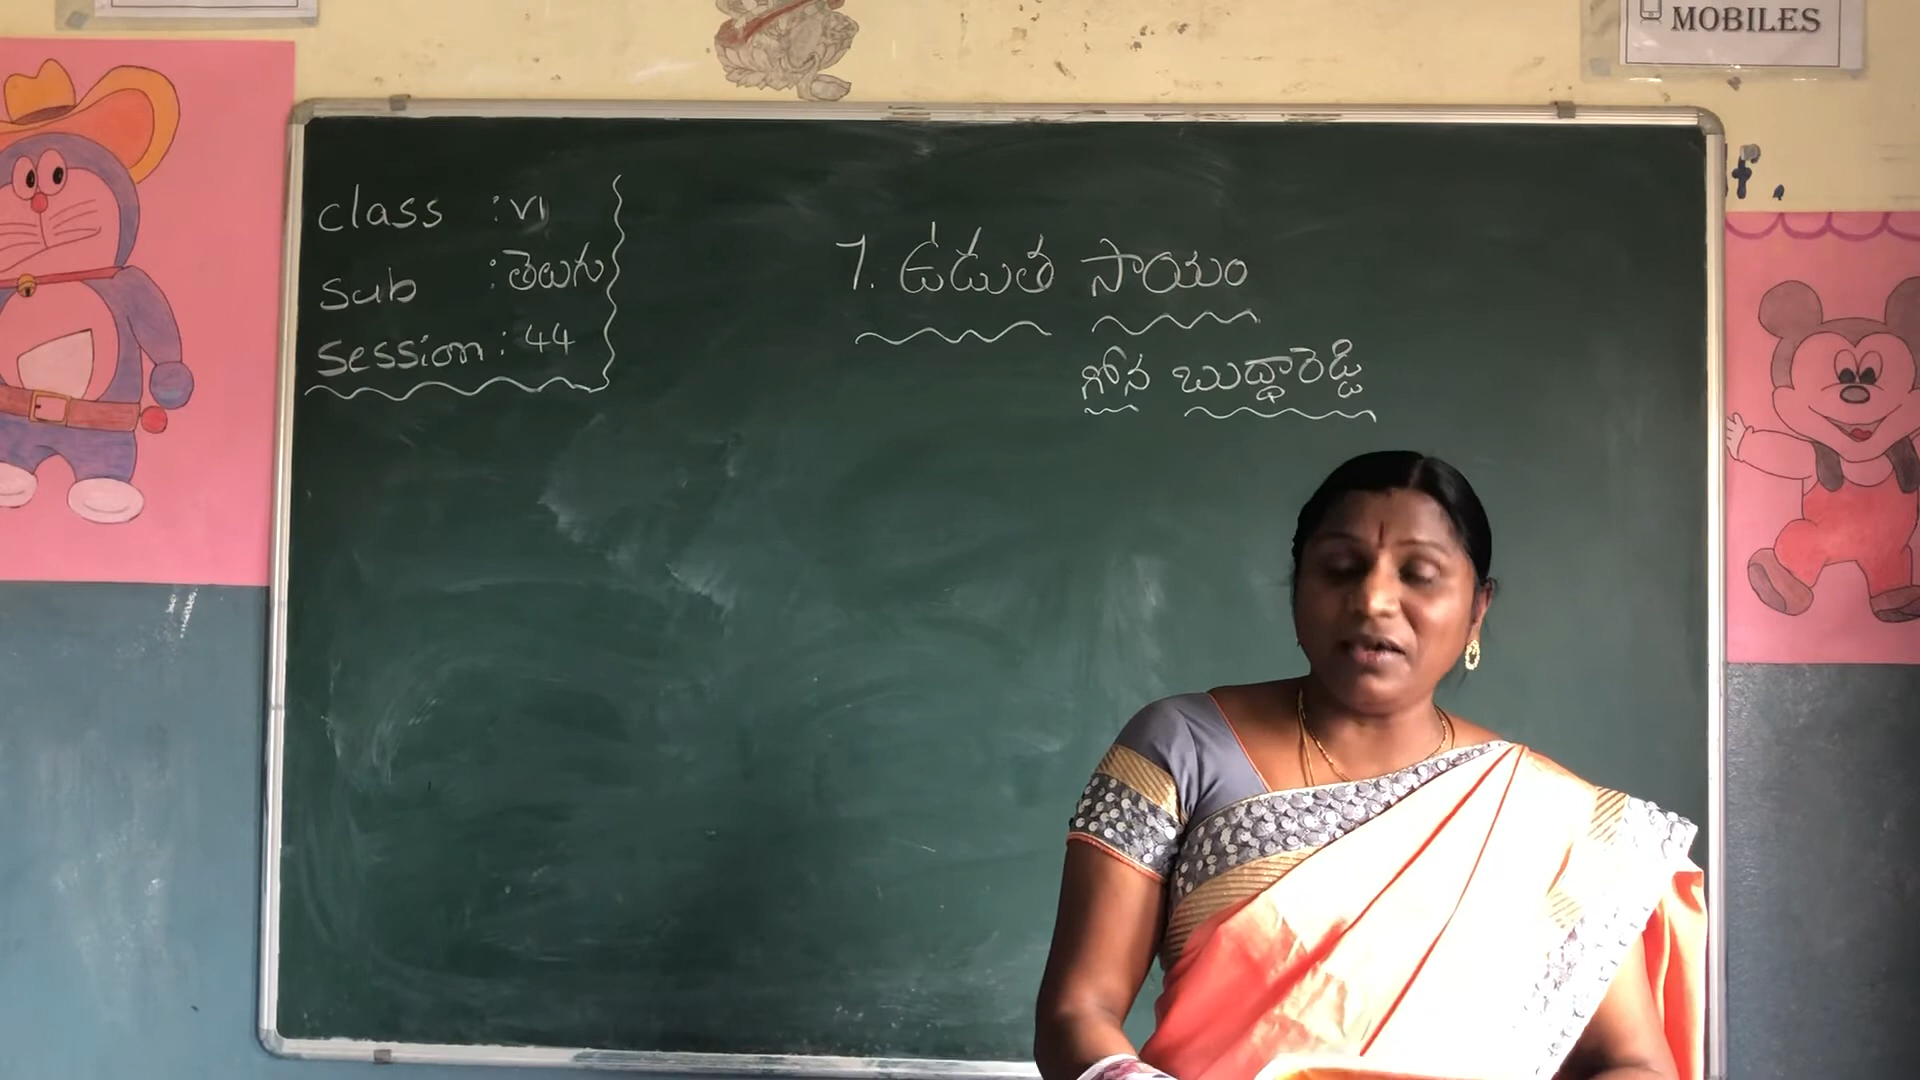 MOBILES
class : VI
sub : తెలుగు
session : 44
7. ఉడుత సాయం
గోన బుద్ధారెడ్డి
f.